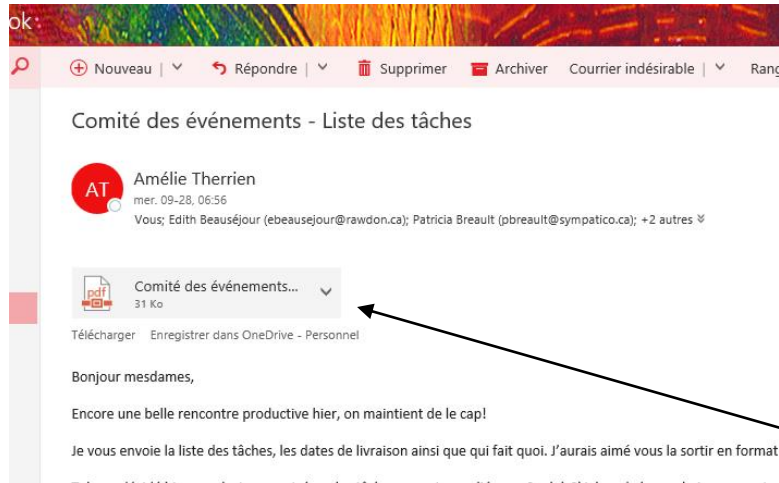 ok
Nouveau | Répondre | Supprimer Archiver Courrier indésirable |
Comité des événements - Liste des tâches
AT
Amélie Therrien
mer. 09-28, 06:56
Vous; Edith Beauséjour (ebeausejour@rawdon.ca); Patricia Breault (pbreault@sympatico.ca); +2 autres
pdf
Comité des événements...
31 Ko
Télécharger Enregistrer dans OneDrive - Personnel
Bonjour mesdames,
Encore une belle rencontre productive hier, on maintient de le cap!
Je vous envoie la liste des tâches, les dates de livraison ainsi que qui fait quoi. J'aurais aimé vous la sortir en format